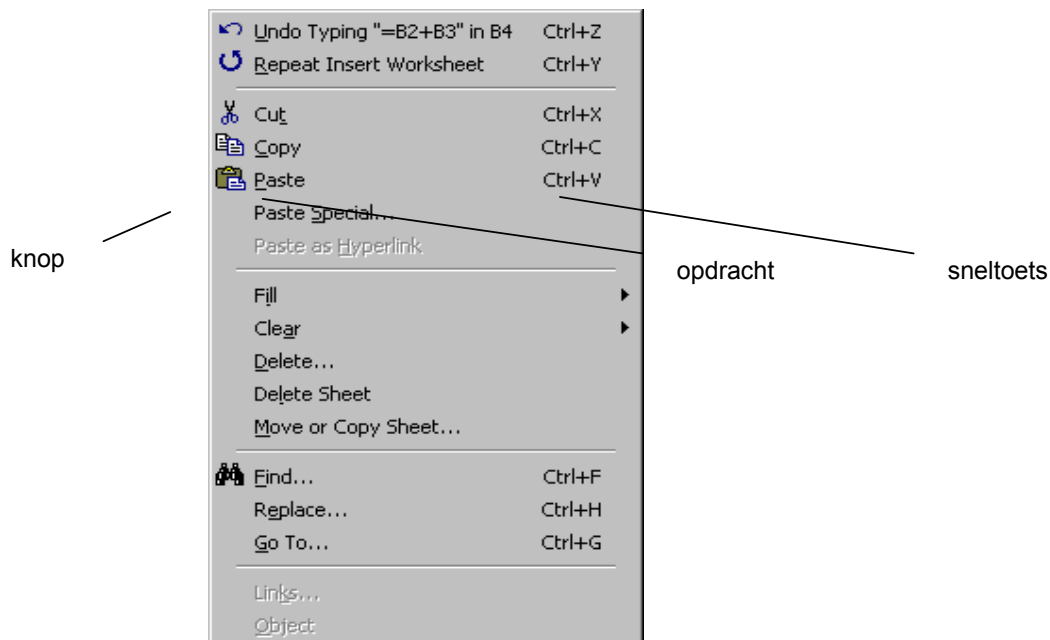 Undo Typing "=B2+B3" in B4 Ctrl+Z
Repeat Insert Worksheet Ctrl+Y
Cut Ctrl+X
Copy Ctrl+C
Paste Ctrl+V
Paste Special...
Paste as Hyperlink
knop
opdracht
sneltoets
Fill
Clear
Delete...
Delete Sheet
Move or Copy Sheet...
Find... Ctrl+F
Replace... Ctrl+H
Go To... Ctrl+G
Links...
Object